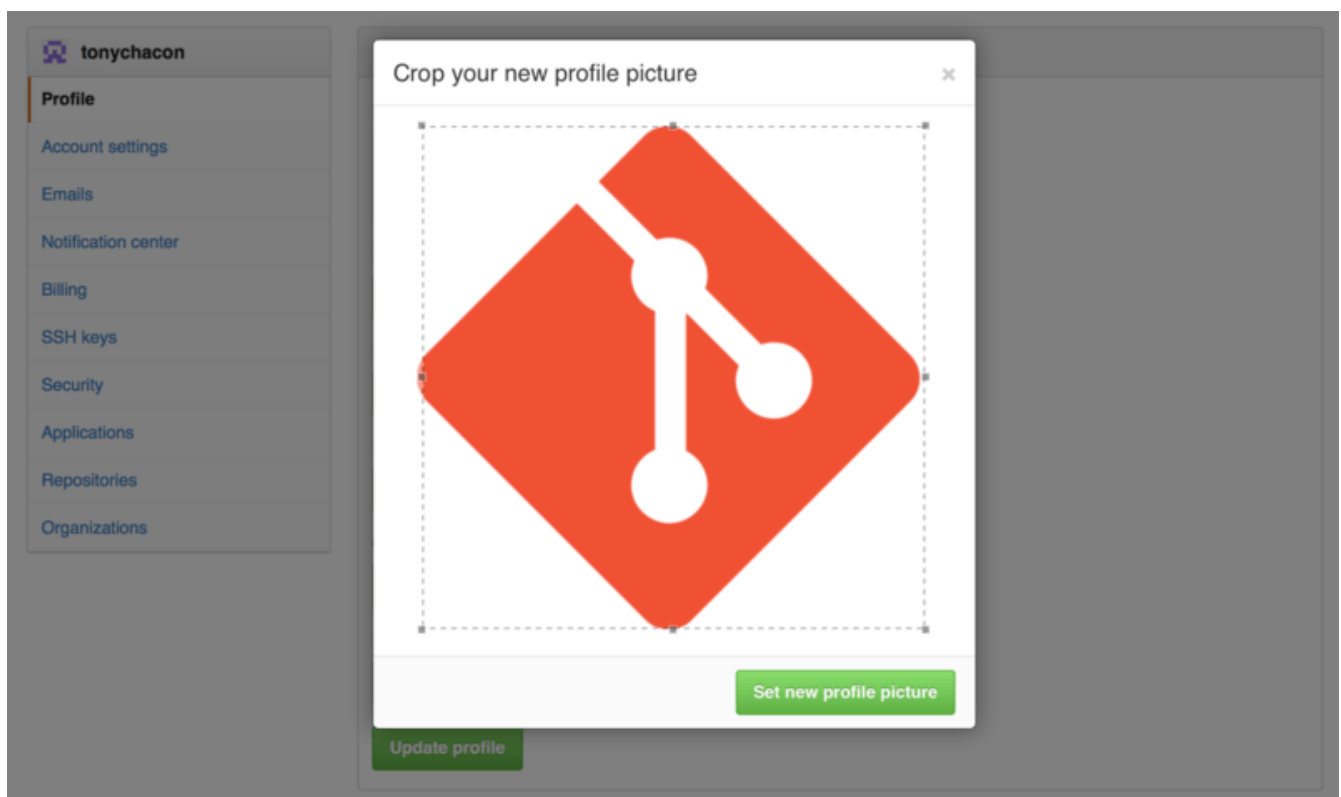 tonychacon
Profile
Account settings
Emails
Notification center
Billing
SSH keys
Security
Applications
Repositories
Organizations
Crop your new profile picture
×
Set new profile picture
Update profile